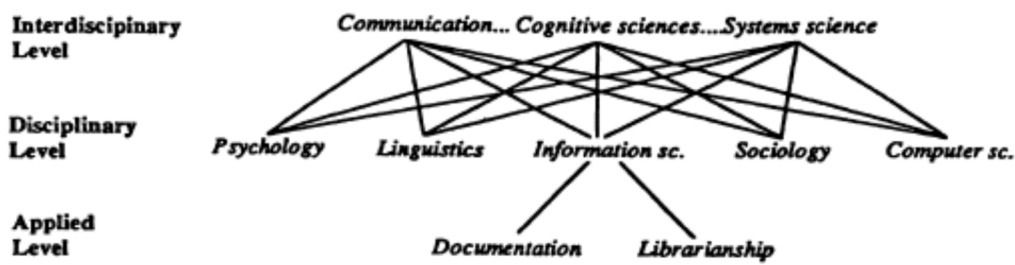 Interdiscipinary Level
Communication... Cognitive sciences....Systems science
Disciplinary Level
Psychology Linguistics Information sc. Sociology Computer sc.
Applied Level
Documentation Librarianship